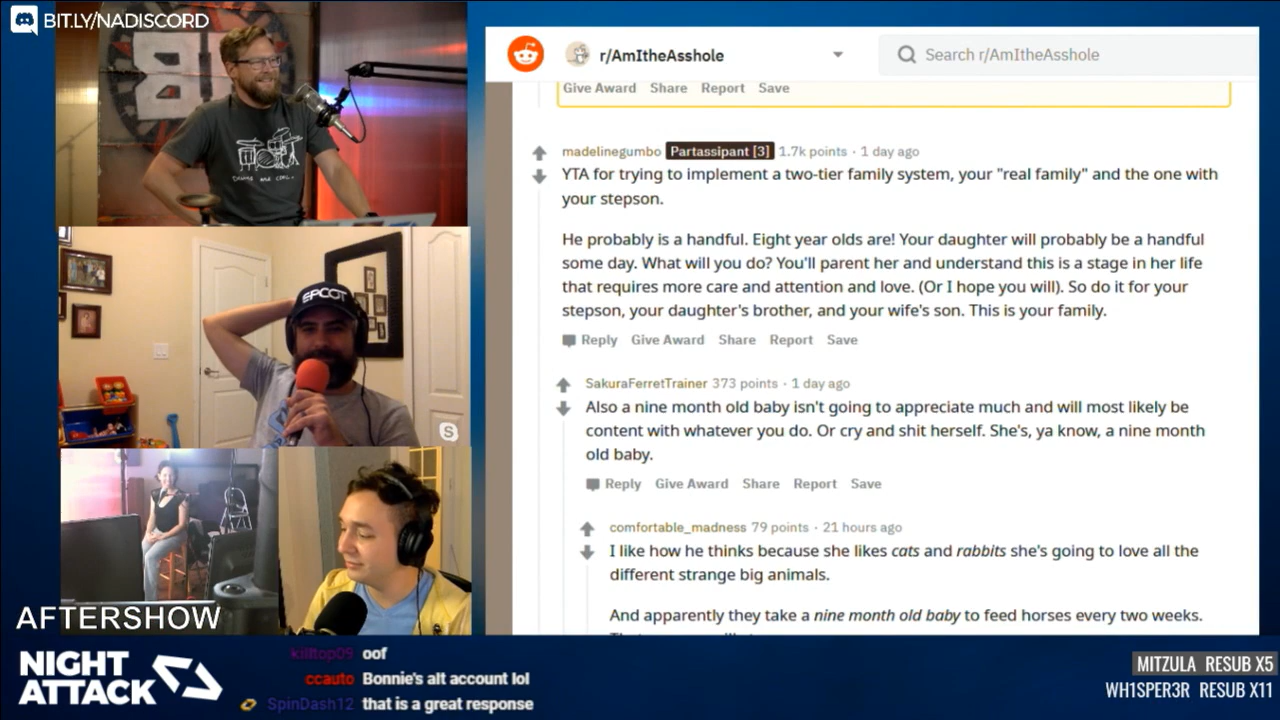 BIT.LY/NADISCORD
r/AmItheAsshole
Search r/AmItheAsshole
Give Award Share Report Save
madelinegumbo Partassipant [3] 1.7k points · 1 day ago
YTA for trying to implement a two-tier family system, your "real family" and the one with
your stepson.
He probably is a handful. Eight year olds are! Your daughter will probably be a handful
some day. What will you do? You'll parent her and understand this is a stage in her life
that requires more care and attention and love. (Or I hope you will). So do it for your
stepson, your daughter's brother, and your wife's son. This is your family.
Reply Give Award Share Report Save
SakuraFerretTrainer 373 points · 1 day ago
Also a nine month old baby isn't going to appreciate much and will most likely be
content with whatever you do. Or cry and shit herself. She's, ya know, a nine month
old baby.
Reply Give Award Share Report Save
comfortable_madness 79 points · 21 hours ago
I like how he thinks because she likes cats and rabbits she's going to love all the
different strange big animals.
And apparently they take a nine month old baby to feed horses every two weeks.
EPCOT
AFTERSHOW
NIGHT
ATTACK
killtop09 oof
ccauto Bonnie's alt account lol
SpinDash12 that is a great response
MITZULA RESUB X5
WH1SPER3R RESUB X11